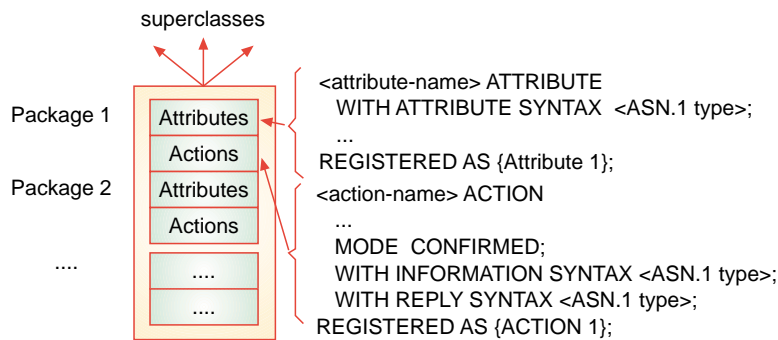 superclasses
Package 1
Attributes
Actions
Package 2
Attributes
Actions
....
....
....
<attribute-name> ATTRIBUTE
WITH ATTRIBUTE SYNTAX <ASN.1 type>;
...
REGISTERED AS {Attribute 1};
<action-name> ACTION
...
MODE CONFIRMED;
WITH INFORMATION SYNTAX <ASN.1 type>;
WITH REPLY SYNTAX <ASN.1 type>;
REGISTERED AS {ACTION 1};